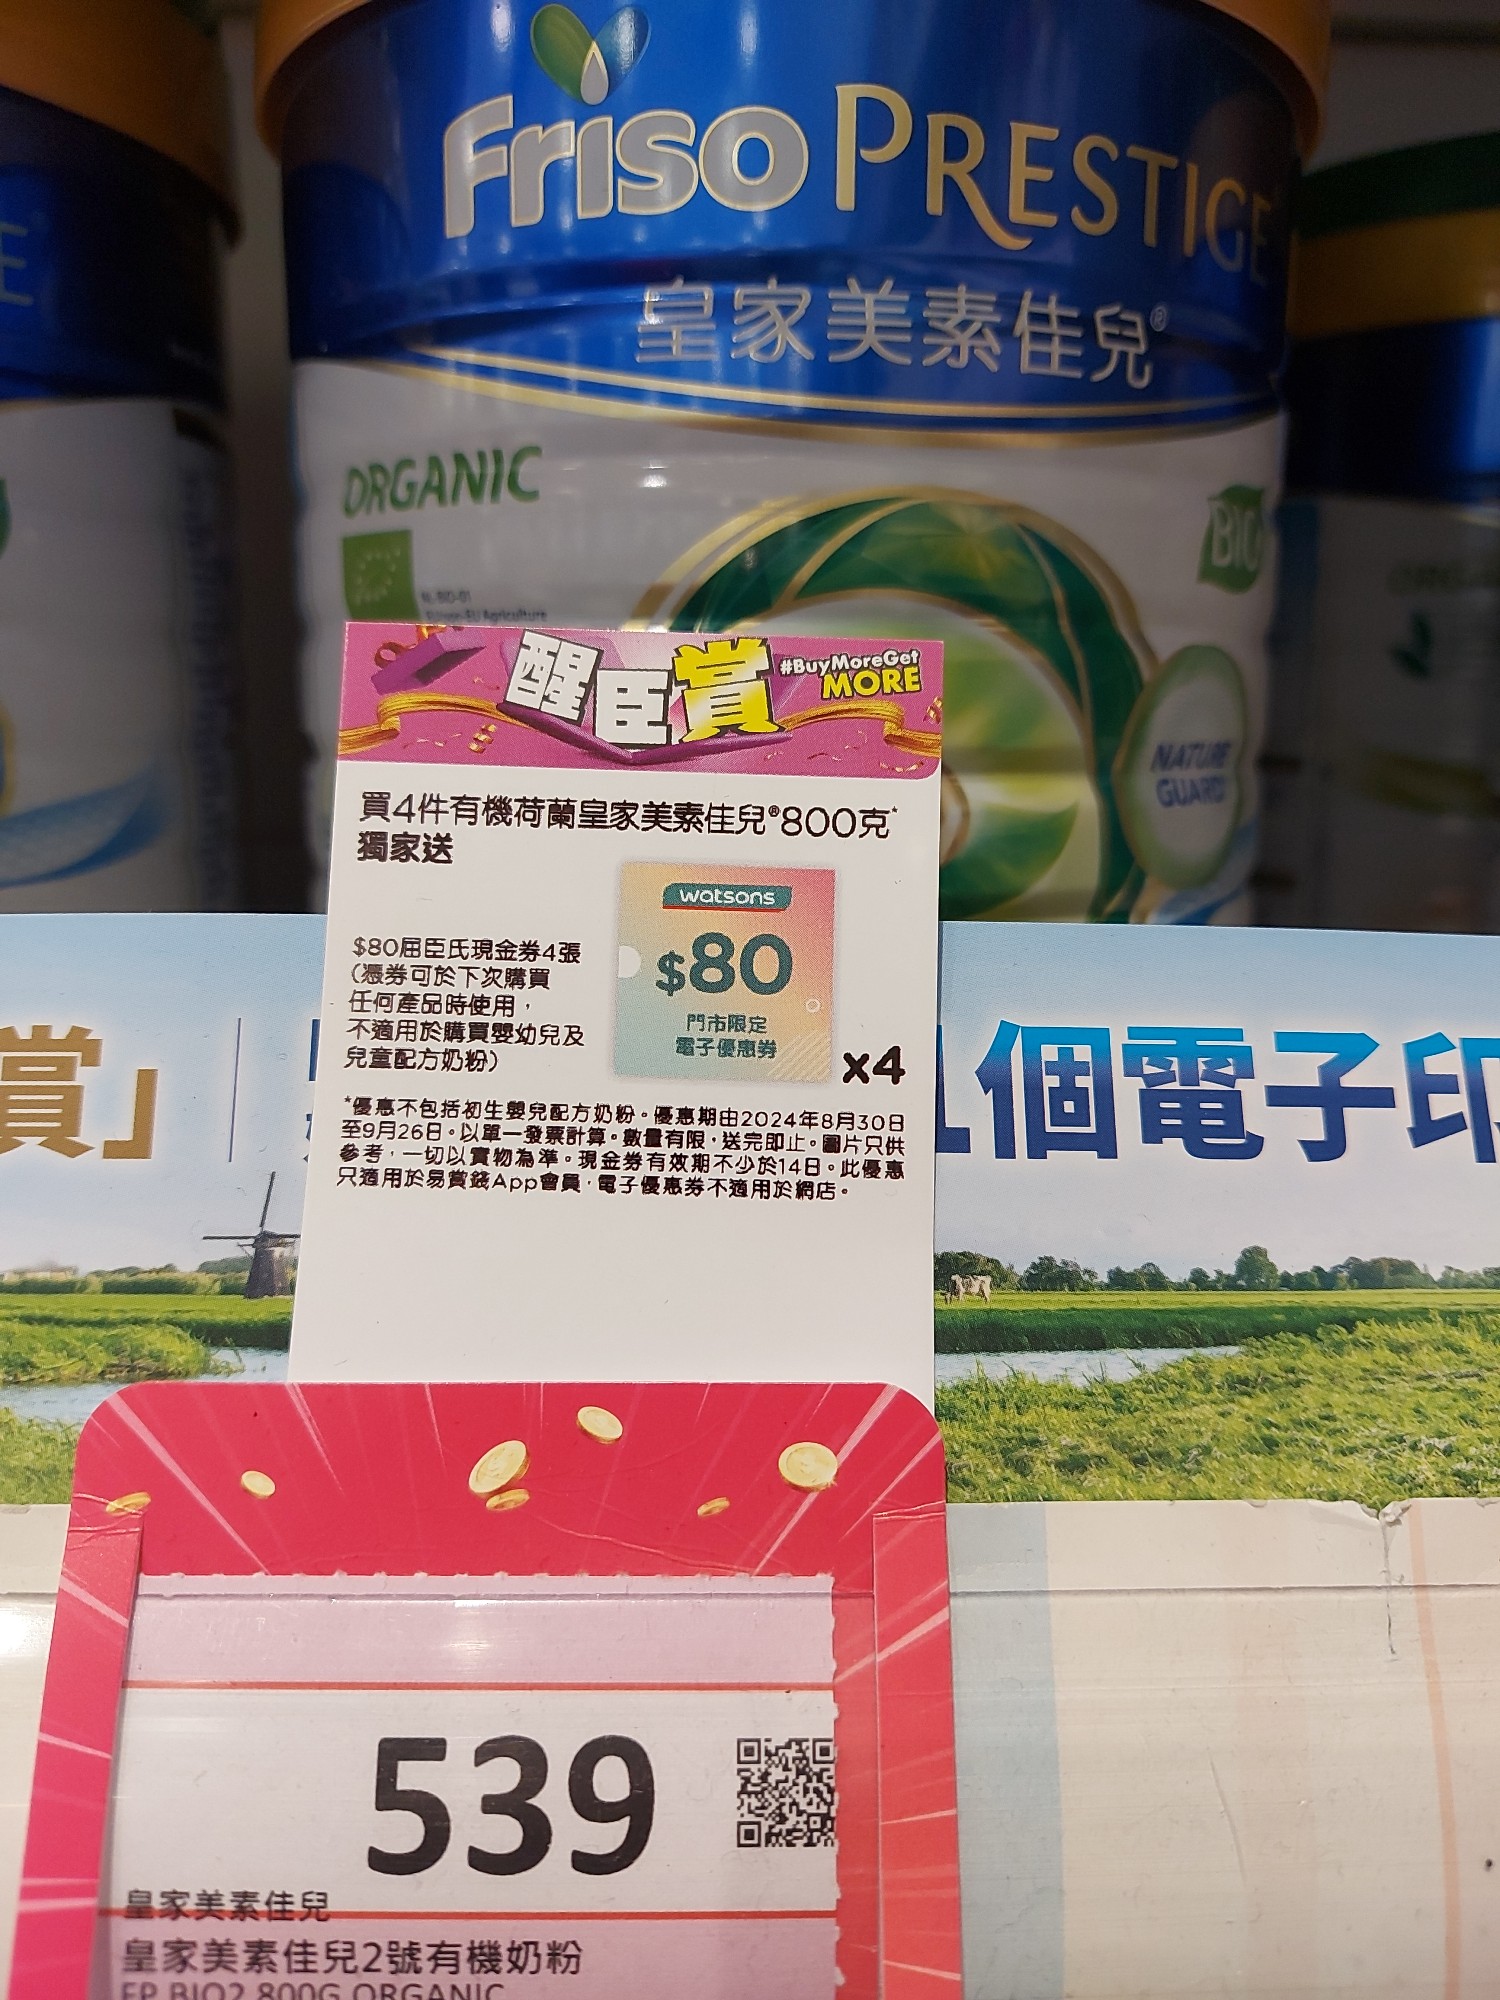 Friso PRESTIGE
皇家美素佳兒®
ORGANIC
BIO
NATURE
GUARD
醒臣賞
#BuyMoreGet
MORE
買4件有機荷蘭皇家美素佳兒®800克*
獨家送
$80屈臣氏現金券4張
(憑券可於下次購買
任何產品時使用，
不適用於購買嬰幼兒及
兒童配方奶粉)
watsons
$80
門市限定
電子優惠券
x4
*優惠不包括初生嬰兒配方奶粉。優惠期由2024年8月30日
至9月26日。以單一發票計算。數量有限，送完即止。圖片只供
參考，一切以實物為準。現金券有效期不少於14日。此優惠
只適用於易賞錢App會員，電子優惠券不適用於網店。
賞」
1個電子印
539
皇家美素佳兒
皇家美素佳兒2號有機奶粉
FP BIO2 800G ORGANIC